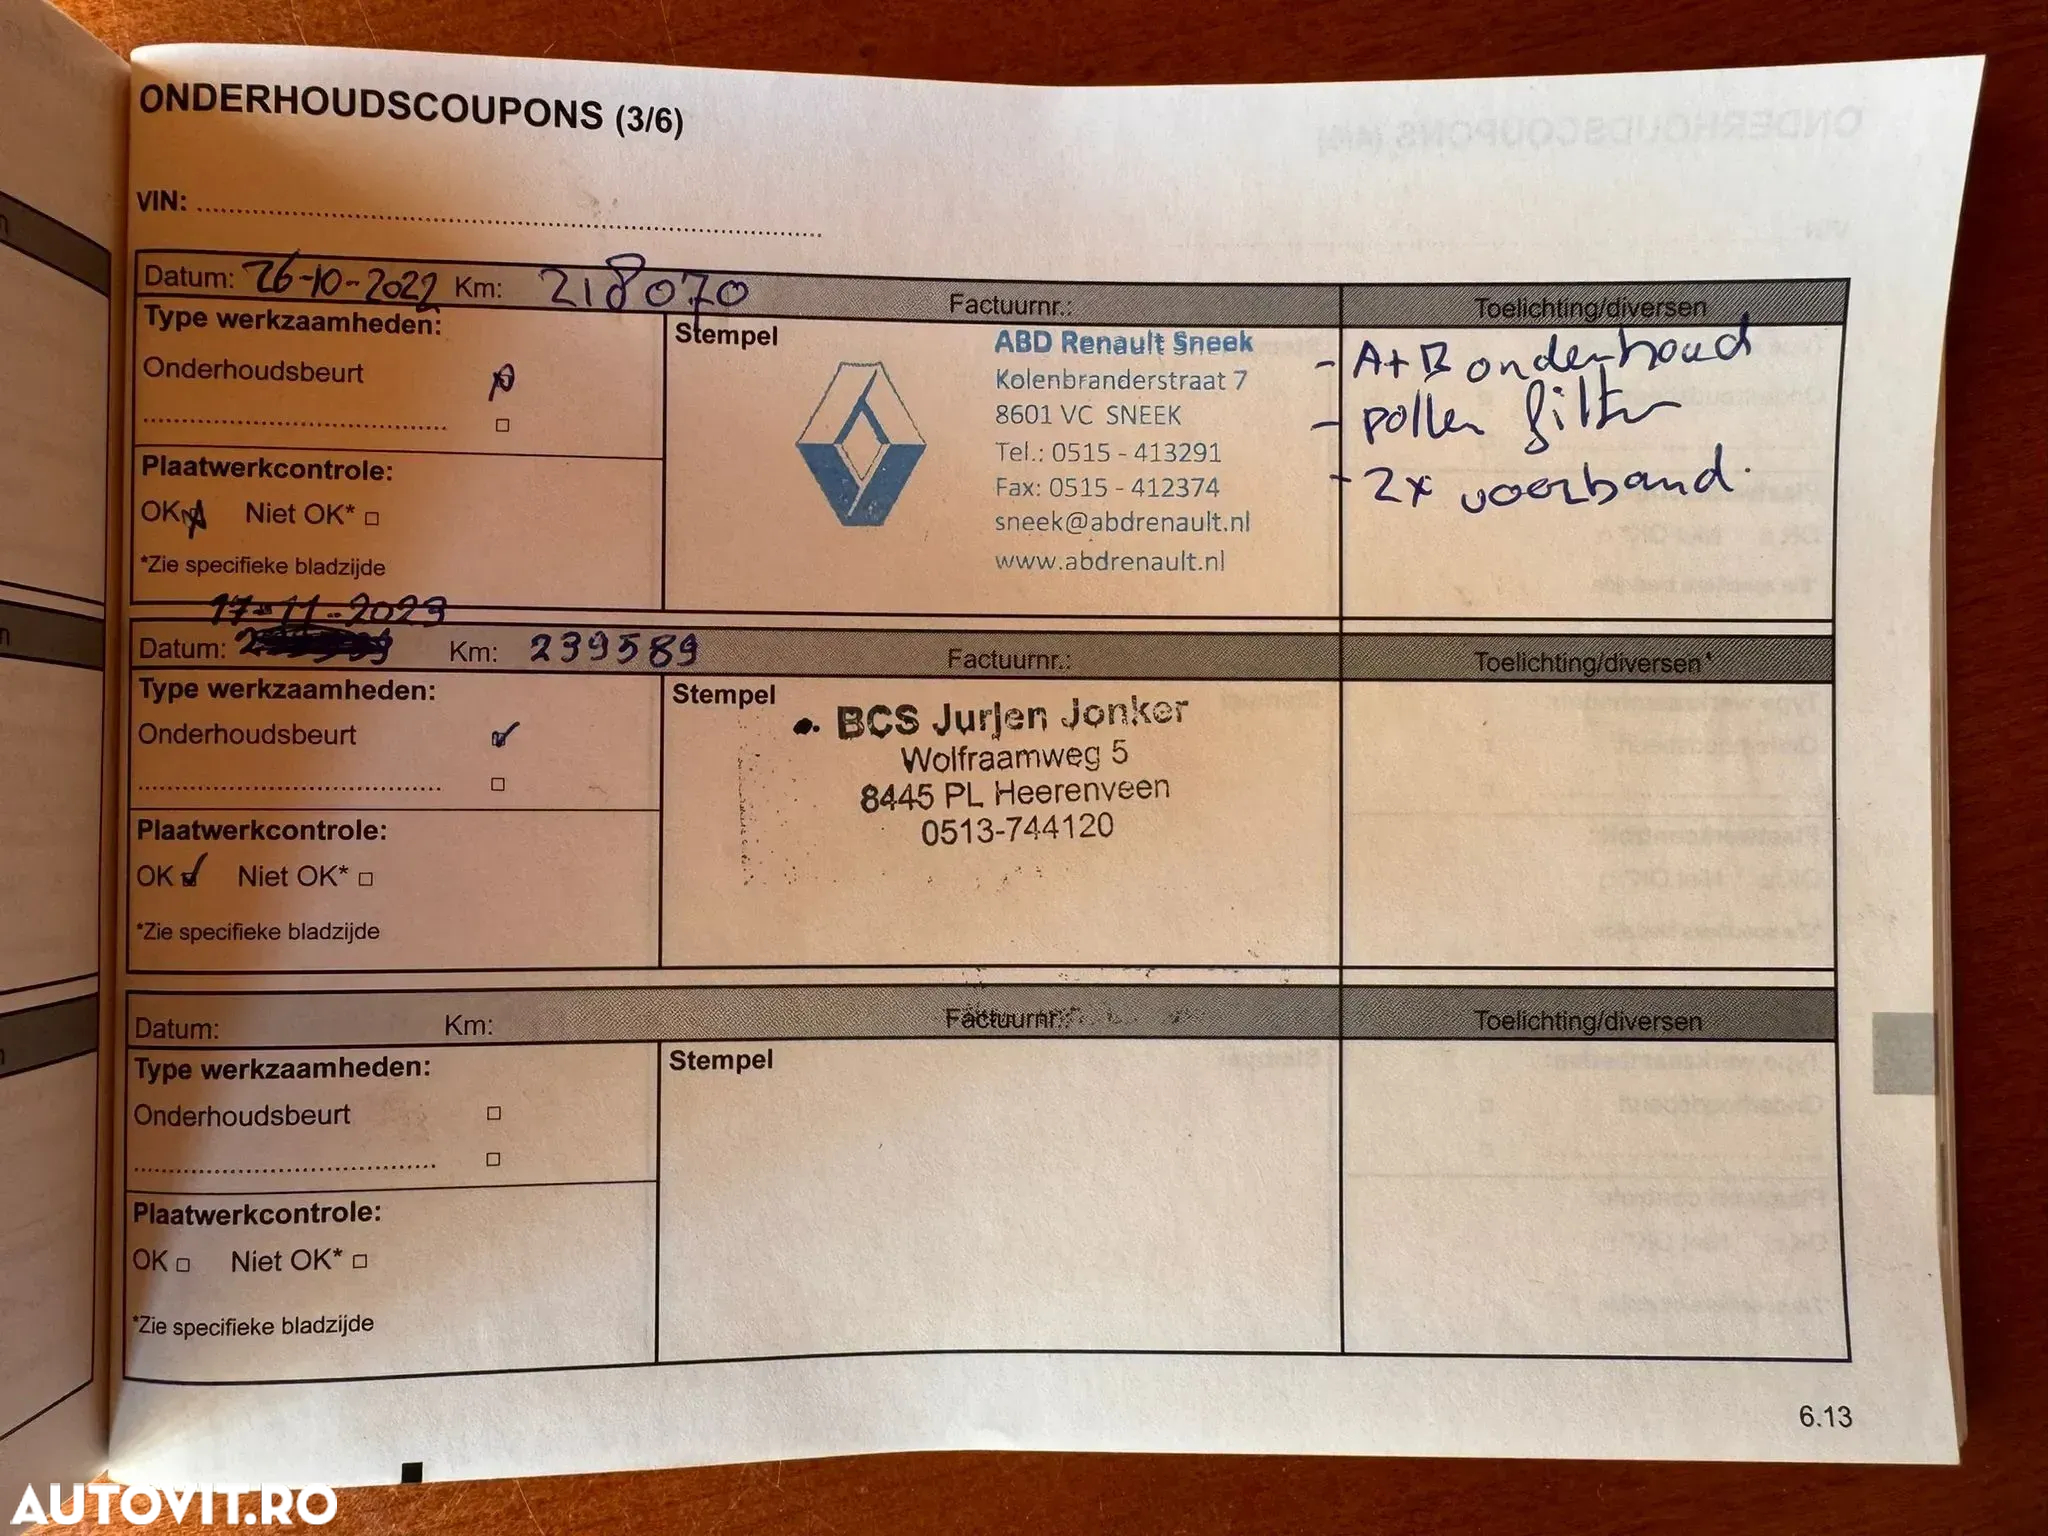 ONDERHOUDSCOUPONS (3/6)
VIN:
Datum: 26-10-2022 Km: 218070 Factuurnr.: Toelichting/diversen
Type werkzaamheden:
Onderhoudsbeurt
Plaatwerkcontrole:
OK Niet OK*
*Zie specifieke bladzijde
Stempel
ABD Renault Sneek
Kolenbranderstraat 7
8601 VC SNEEK
Tel.: 0515 - 413291
Fax: 0515 - 412374
sneek@abdrenault.nl
www.abdrenault.nl
- A+B onderhoud
- pollen filter
- 2x voorband.
17-11-2023
Datum: Km: 239589 Factuurnr.: Toelichting/diversen*
Type werkzaamheden:
Onderhoudsbeurt
Plaatwerkcontrole:
OK Niet OK*
*Zie specifieke bladzijde
Stempel
BCS Jurjen Jonker
Wolfraamweg 5
8445 PL Heerenveen
0513-744120
Datum: Km: Factuurnr.: Toelichting/diversen
Type werkzaamheden:
Onderhoudsbeurt
Plaatwerkcontrole:
OK Niet OK*
*Zie specifieke bladzijde
Stempel
6.13
AUTOVIT.RO